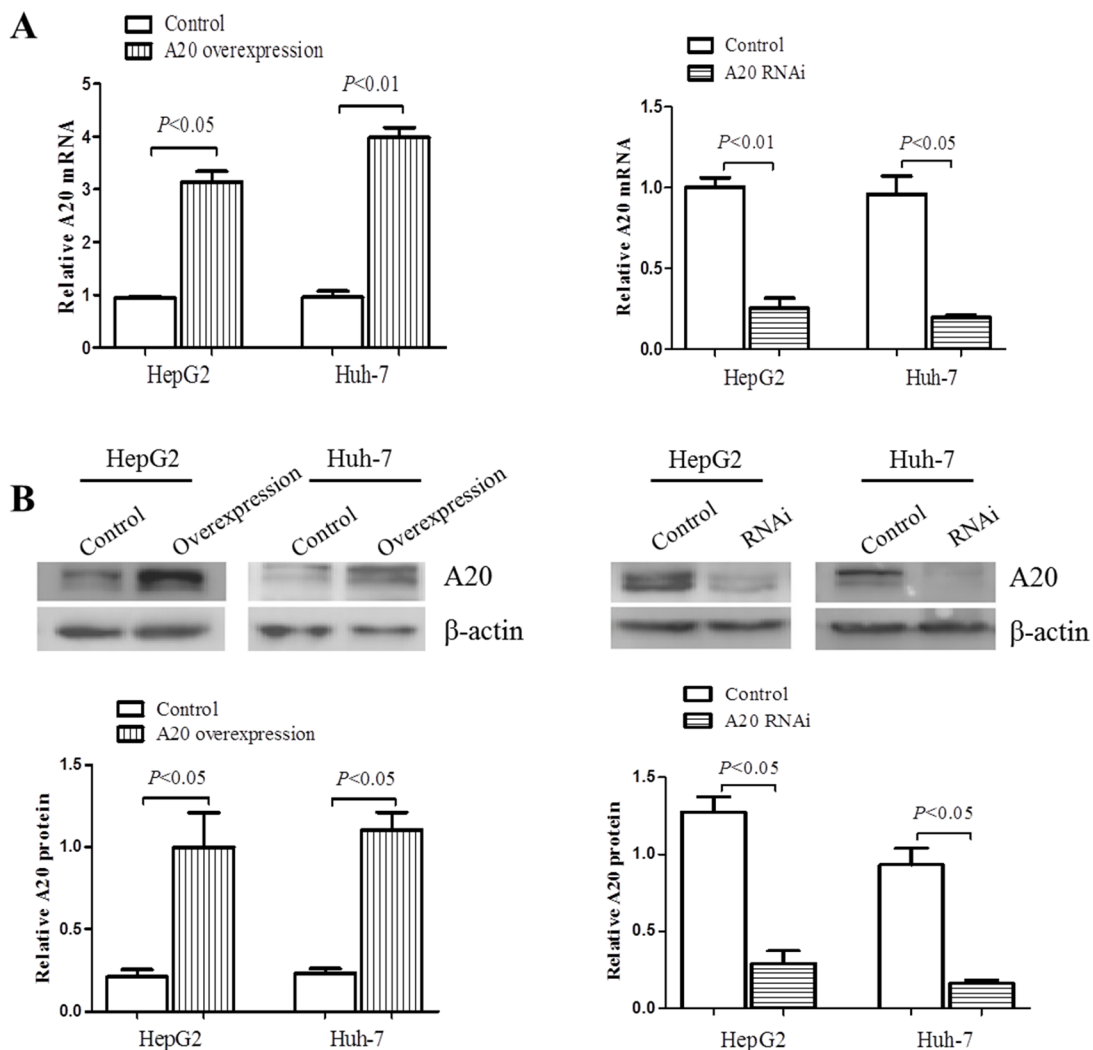 A
Control
A20 overexpression
Relative A20 mRNA
5
4
3
2
1
0
P<0.05
P<0.01
HepG2
Huh-7
Control
A20 RNAi
Relative A20 mRNA
1.5
1.0
0.5
0.0
P<0.01
P<0.05
HepG2
Huh-7
B
HepG2
Huh-7
Control
Overexpression
Control
Overexpression
A20
β-actin
HepG2
Huh-7
Control
RNAi
Control
RNAi
A20
β-actin
Control
A20 overexpression
Relative A20 protein
1.5
1.0
0.5
0.0
P<0.05
P<0.05
HepG2
Huh-7
Control
A20 RNAi
Relative A20 protein
1.5
1.0
0.5
0.0
P<0.05
P<0.05
HepG2
Huh-7